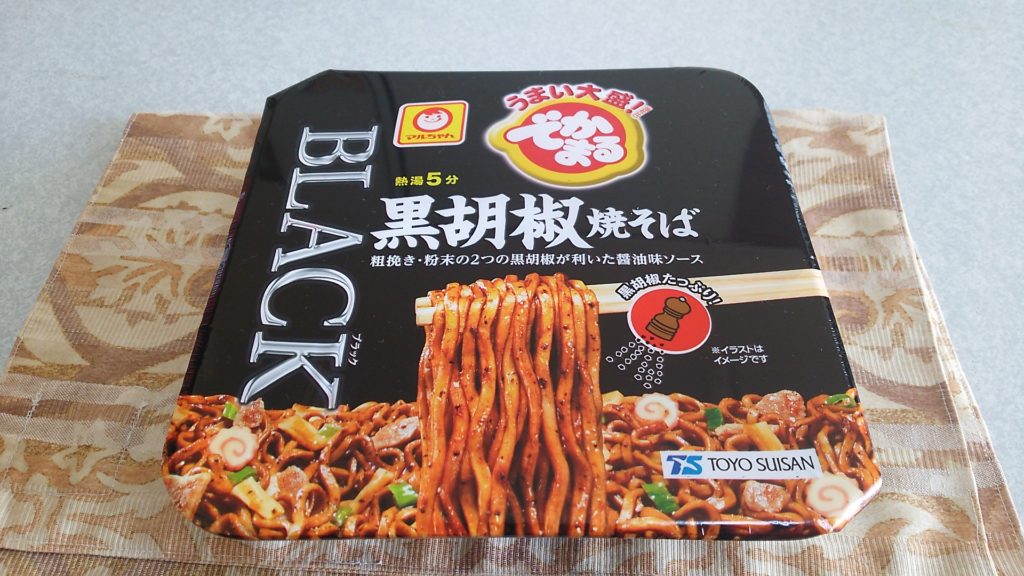 うまい大盛!
でかまる
マルちゃん
熱湯5分
BLACK
ブラック
黒胡椒焼そば
粗挽き・粉末の2つの黒胡椒が利いた醤油味ソース
黒胡椒たっぷり!
※イラストは
イメージです
TS TOYO SUISAN